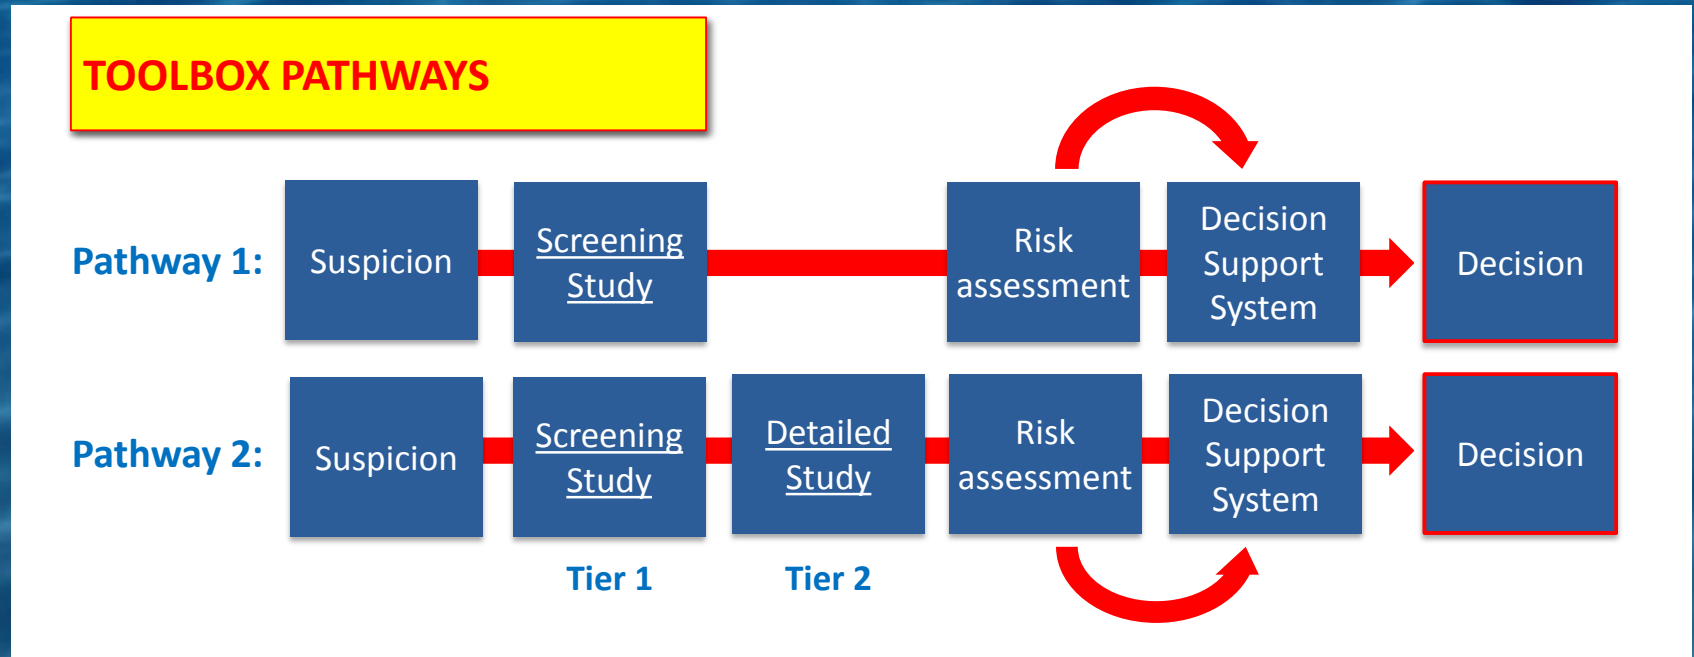 TOOLBOX PATHWAYS
Pathway 1:
Suspicion
Screening
Study
Risk
assessment
Decision
Support
System
Decision
Pathway 2:
Suspicion
Screening
Study
Detailed
Study
Risk
assessment
Decision
Support
System
Decision
Tier 1
Tier 2